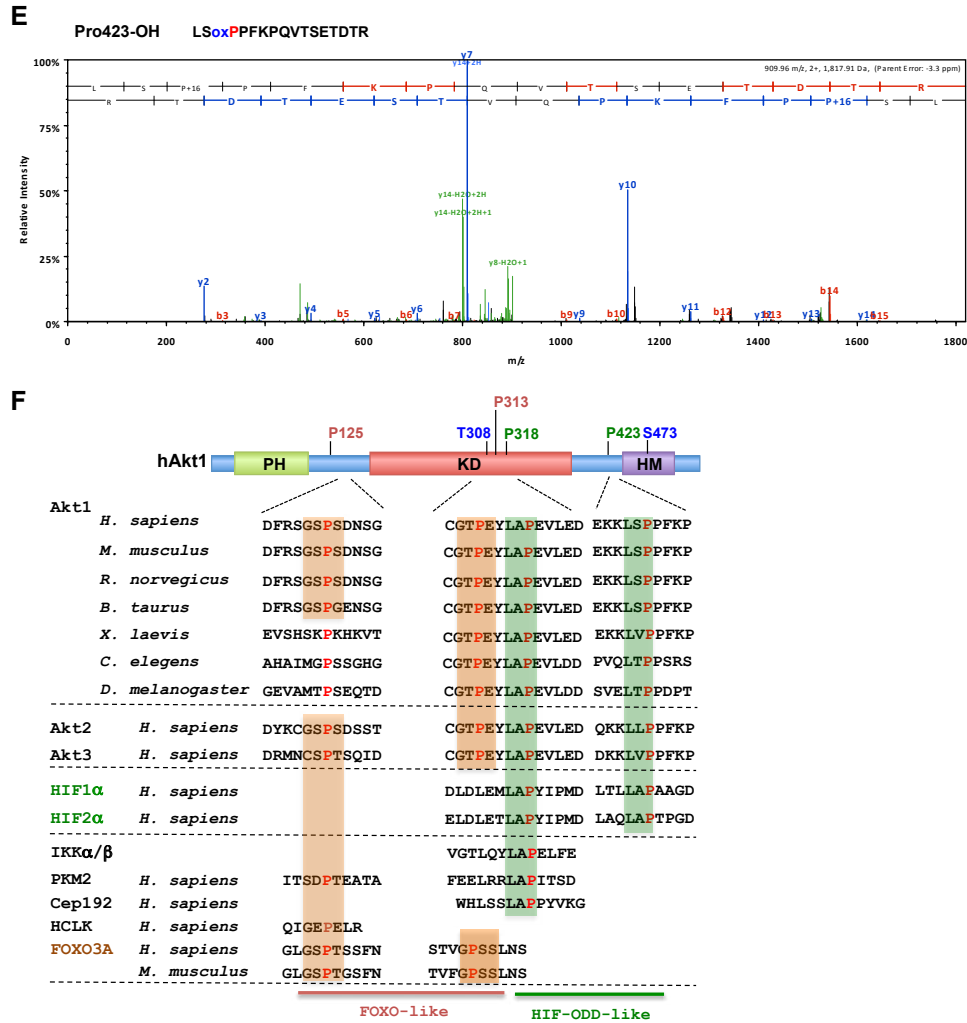 E
Pro423-OH LSoxPPFKPQVTSETDTR
100%
75%
50%
25%
0%
Relative Intensity
909.96 m/z, 2+, 1,817.91 Da, (Parent Error: -3.3 ppm)
L S P+16 P F K P Q V T S E T D T R
R T D T E S T V Q P K F P P+16 S L
y7
y14+2H
y14-H2O+2H
y14-H2O+2H+1
y10
y8-H2O+1
y2 b3 y3 y4 b5 y5 b6 y6 b7 b9 y9 b10 y11 b12 y12 b13 y13 b14 y14 b15
0 200 400 600 800 1000 1200 1400 1600 1800
m/z
F
P313
P125 T308 P318 P423 S473
hAkt1 PH KD HM
Akt1
H. sapiens DFRSGSPSDNSG CGTPEYLAPEVLED EKKLSPPFKP
M. musculus DFRSGSPSDNSG CGTPEYLAPEVLED EKKLSPPFKP
R. norvegicus DFRSGSPSDNSG CGTPEYLAPEVLED EKKLSPPFKP
B. taurus DFRSGSPGENSG CGTPEYLAPEVLED EKKLSPPFKP
X. laevis EVSHSKPKHKVT CGTPEYLAPEVLED EKKLVPPFKP
C. elegens AHAIMGPSSGHG CGTPEYLAPEVLDD PVQLTPPSRS
D. melanogaster GEVAMTPSEQTD CGTPEYLAPEVLDD SVELTPPDPT
Akt2 H. sapiens DYKCGSPSDSST CGTPEYLAPEVLED QKKLLPPFKP
Akt3 H. sapiens DRMNCSPTSQID CGTPEYLAPEVLED DKKLVPPFKP
HIF1α H. sapiens DLDLEMLAPYIPMD LTLLAPAAGD
HIF2α H. sapiens ELDLETLAPYIPMD LAQLAPTPGD
IKKα/β VGTLQYLAPELFE
PKM2 H. sapiens ITSDPTEATA FEELRRLAPITSD
Cep192 H. sapiens WHLSSLAPPYVKG
HCLK H. sapiens QIGEPELR
FOXO3A H. sapiens GLGSPTSSFN STVGPSSLNS
M. musculus GLGSPTGSFN TVFGPSSLNS
FOXO-like HIF-ODD-like